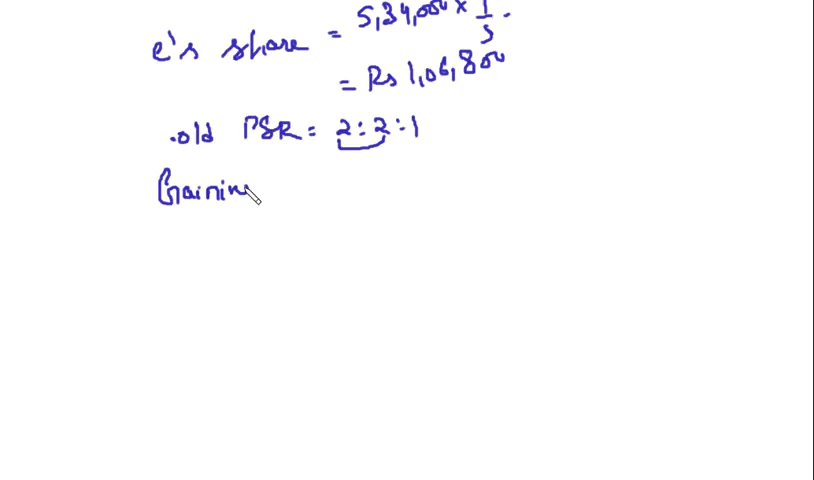 e's share = 5,34,000 × 1/5.
= Rs 1,06,800
.old PSR = 2:2:1
Gaining